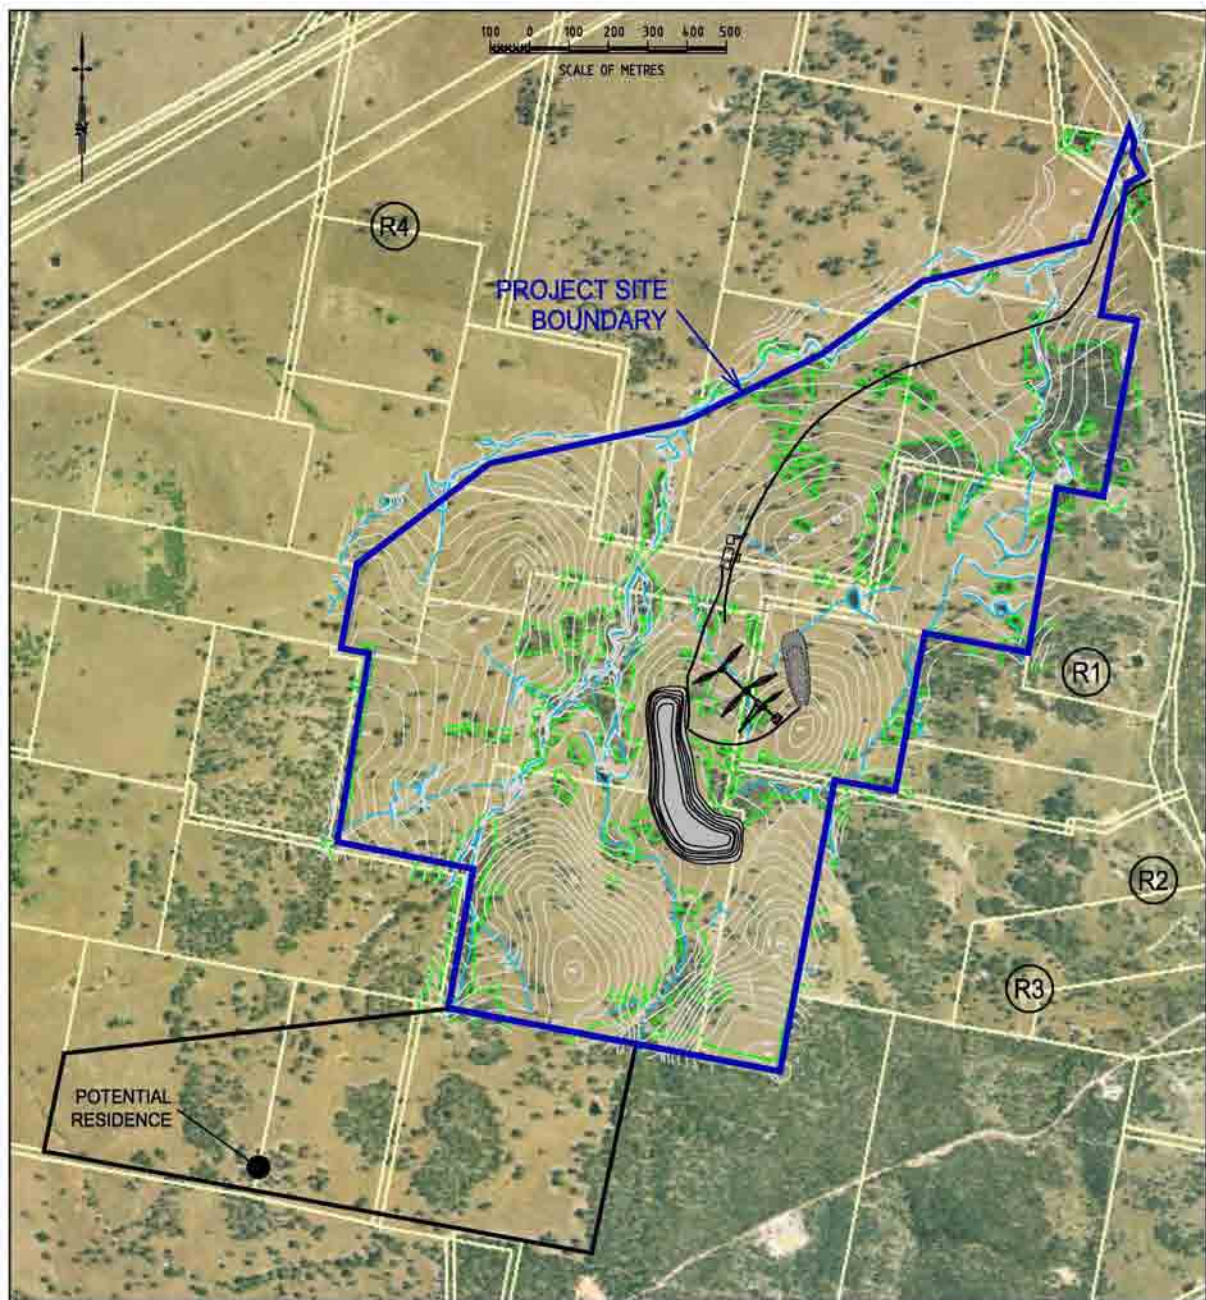 100 0 100 200 300 400 500
SCALE OF METRES
R4
PROJECT SITE
BOUNDARY
R1
R2
R3
POTENTIAL
RESIDENCE